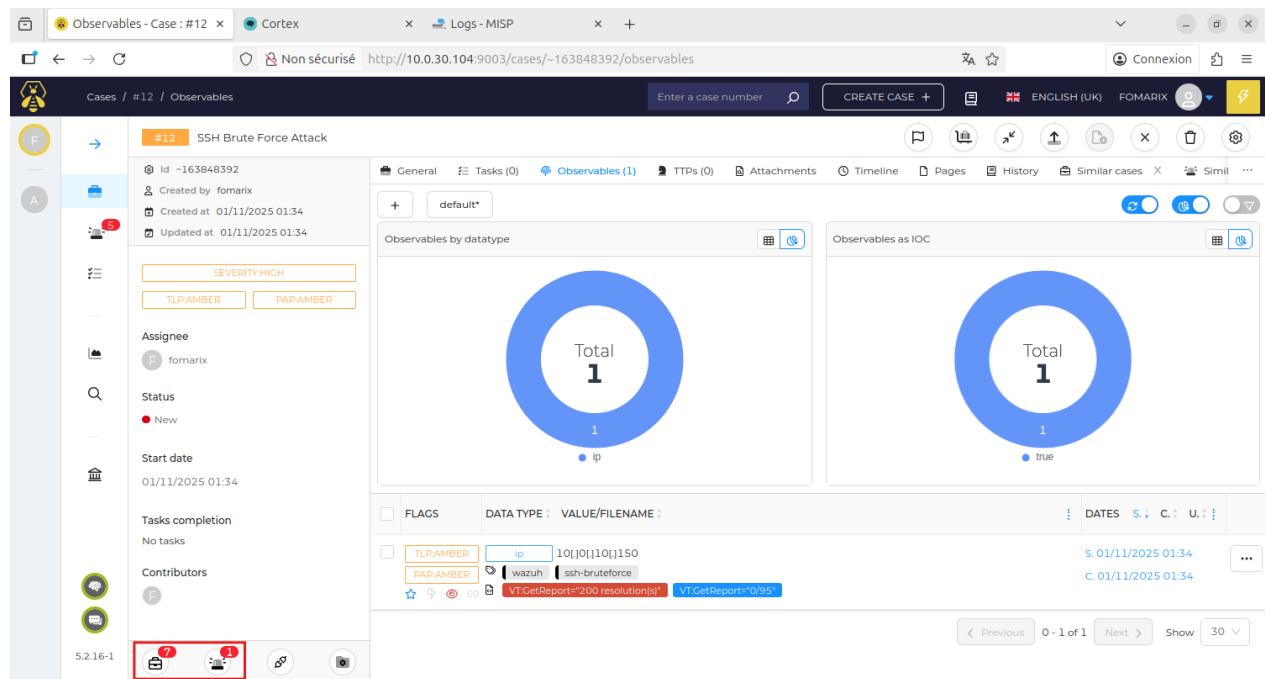 Observables - Case : #12 × Cortex × Logs - MISP × +
Non sécurisé http://10.0.30.104:9003/cases/~163848392/observables Connexion
Cases / #12 / Observables Enter a case number CREATE CASE + ENGLISH (UK) FOMARIX
F
A
5
5.2.16-1
#12 SSH Brute Force Attack
Id ~163848392
Created by fomarix
Created at 01/11/2025 01:34
Updated at 01/11/2025 01:34
SEVERITY:HIGH
TLP:AMBER PAP:AMBER
Assignee
F fomarix
Status
New
Start date
01/11/2025 01:34
Tasks completion
No tasks
Contributors
F
7 1
General Tasks (0) Observables (1) TTPs (0) Attachments Timeline Pages History Similar cases X Simil ...
+ default*
Observables by datatype
Total
1
1
ip
Observables as IOC
Total
1
1
true
FLAGS DATA TYPE VALUE/FILENAME DATES S. C. U.
TLP:AMBER ip 10[.]0[.]10[.]150 S. 01/11/2025 01:34
PAP:AMBER wazuh ssh-bruteforce C. 01/11/2025 01:34
VT:GetReport="200 resolution(s)" VT:GetReport="0/95"
Previous 0 - 1 of 1 Next Show 30